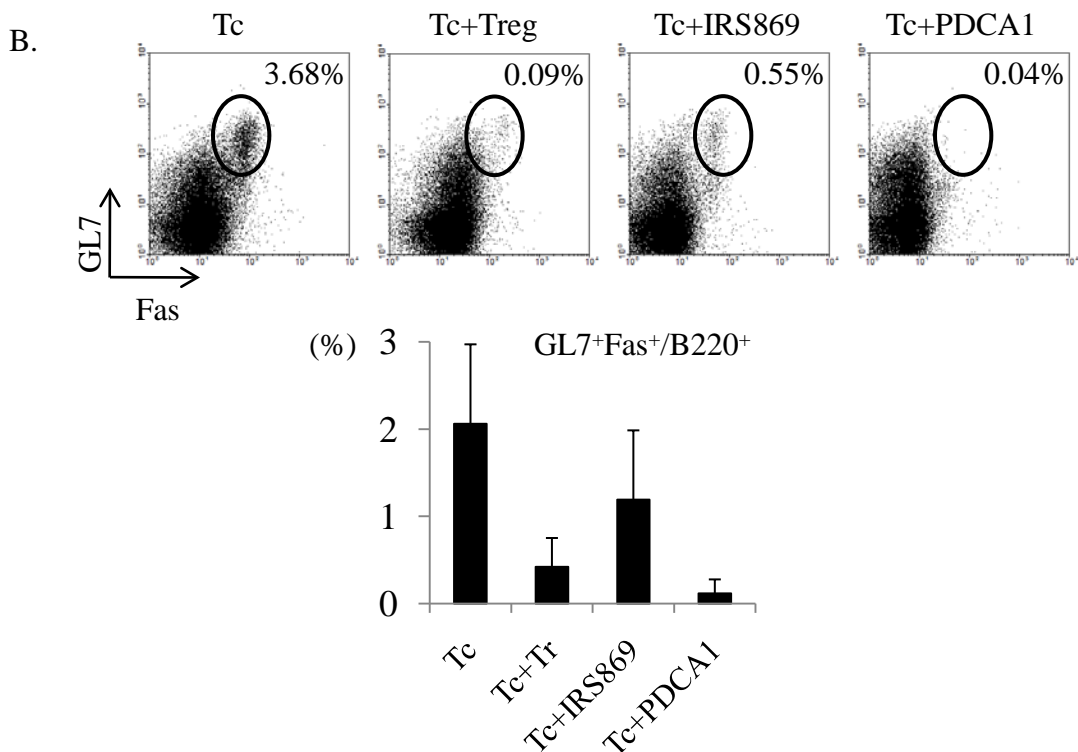 B.
Tc
Tc+Treg
Tc+IRS869
Tc+PDCA1
3.68%
0.09%
0.55%
0.04%
GL7
Fas
(%)
GL7⁺Fas⁺/B220⁺
3
2
1
0
Tc
Tc+Tr
Tc+IRS869
Tc+PDCA1